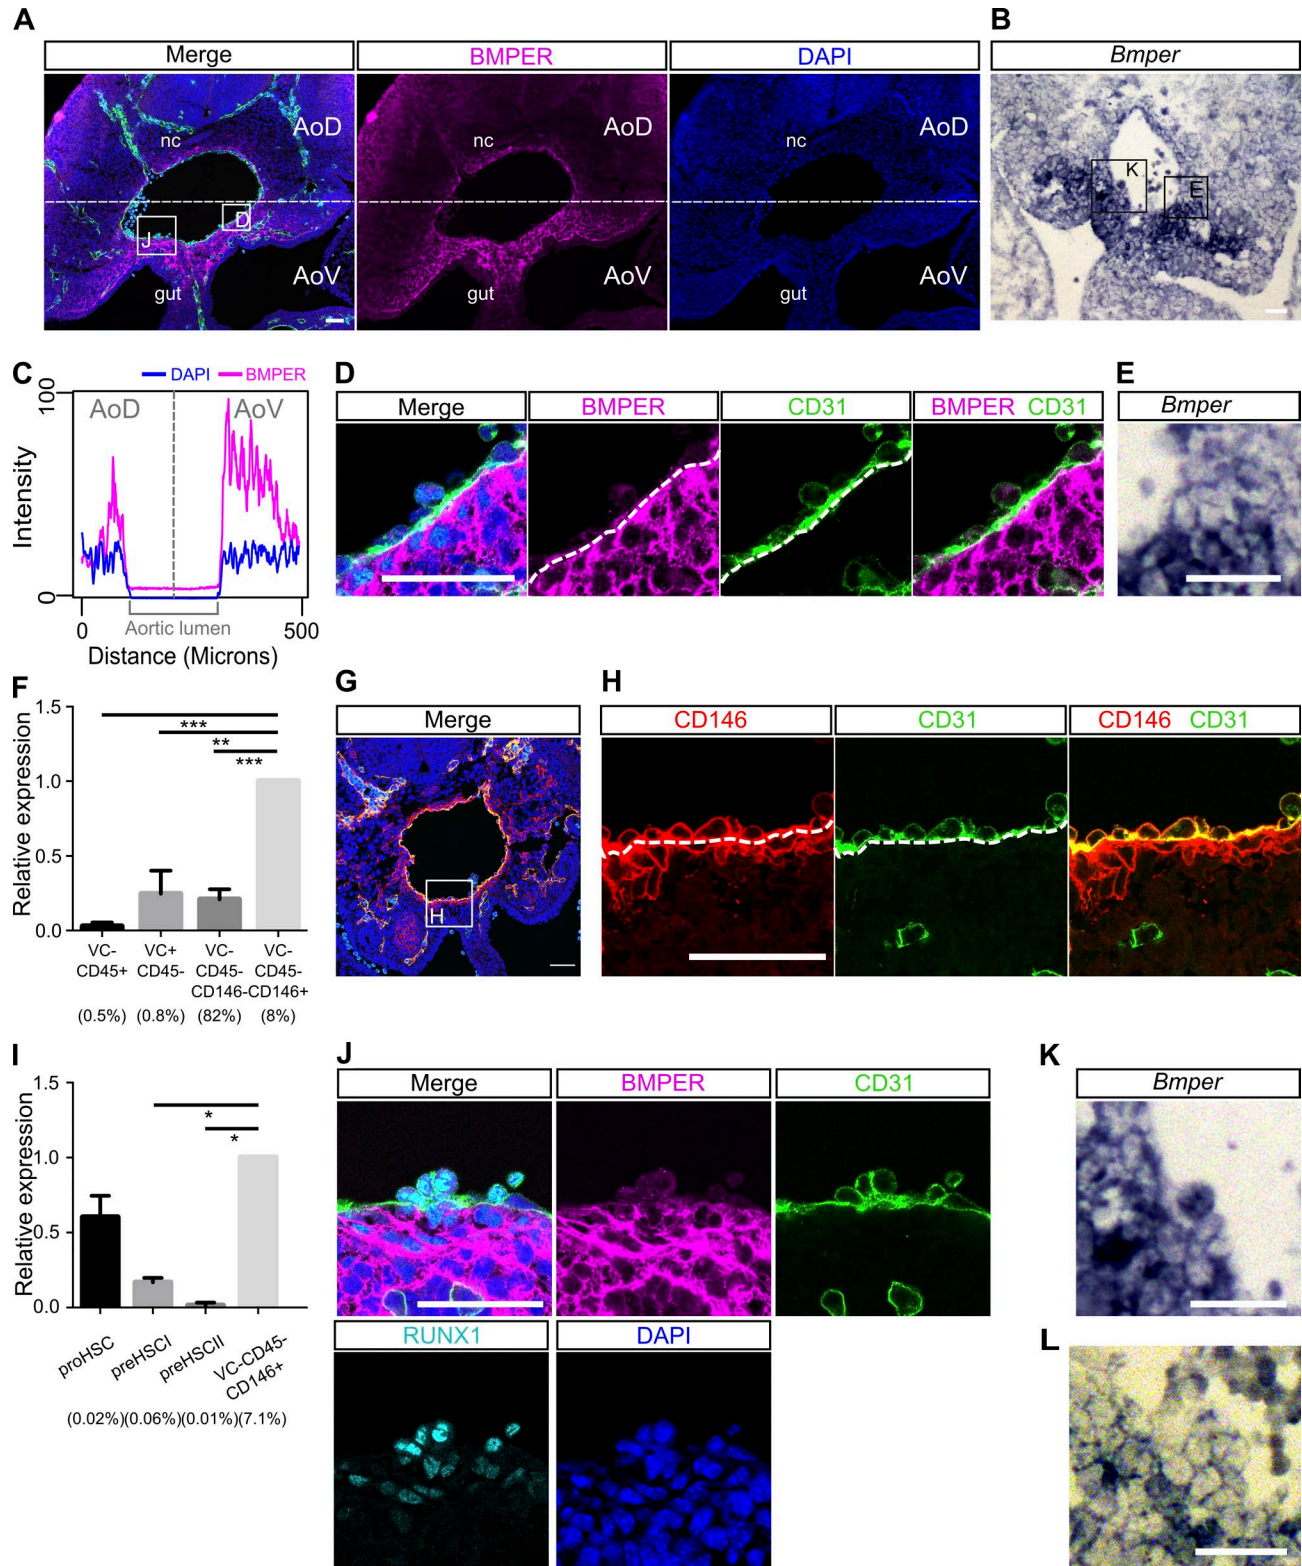 A
Merge
BMPER
DAPI
AoD
nc
J
D
AoV
gut
AoD
nc
AoV
gut
AoD
nc
AoV
gut
B
Bmper
K
E
C
DAPI
BMPER
100
AoD
AoV
Intensity
0
Aortic lumen
0
500
Distance (Microns)
D
Merge
BMPER
CD31
BMPER CD31
E
Bmper
F
1.5
***
**
***
1.0
0.5
0.0
Relative expression
VC-
CD45+
VC+
CD45-
VC-
CD45-
CD146-
VC-
CD45-
CD146+
(0.5%)
(0.8%)
(82%)
(8%)
G
Merge
H
H
CD146
CD31
CD146 CD31
I
1.5
*
*
1.0
0.5
0.0
Relative expression
proHSC
preHSCI
preHSCII
VC-CD45-
CD146+
(0.02%)
(0.06%)
(0.01%)
(7.1%)
J
Merge
BMPER
CD31
RUNX1
DAPI
K
Bmper
L